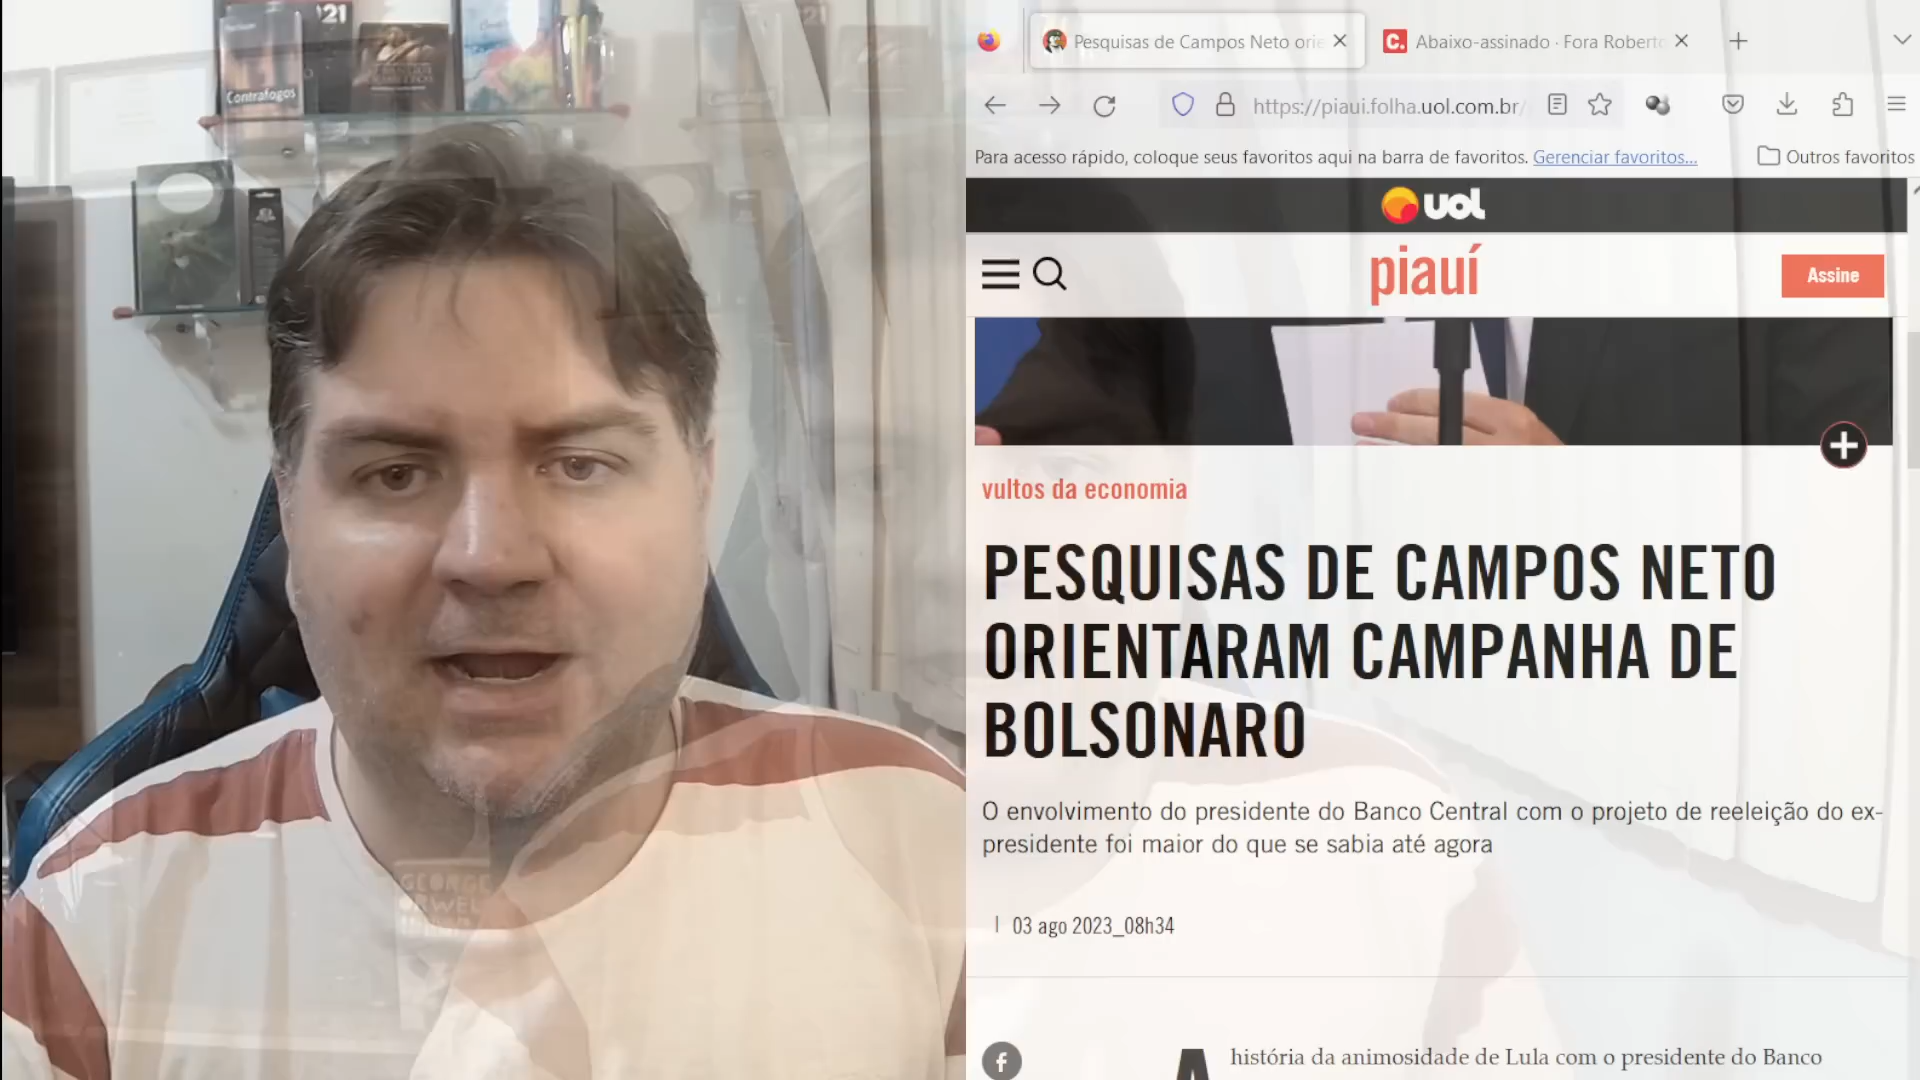 21
Contrafogos
GEORGE
ORWELL
Pesquisas de Campos Neto orie
Abaixo-assinado · Fora Roberto
https://piaui.folha.uol.com.br/
Para acesso rápido, coloque seus favoritos aqui na barra de favoritos. Gerenciar favoritos...
Outros favoritos
uol
piauí
Assine
vultos da economia
PESQUISAS DE CAMPOS NETO
ORIENTARAM CAMPANHA DE
BOLSONARO
O envolvimento do presidente do Banco Central com o projeto de reeleição do ex-
presidente foi maior do que se sabia até agora
03 ago 2023_08h34
A história da animosidade de Lula com o presidente do Banco